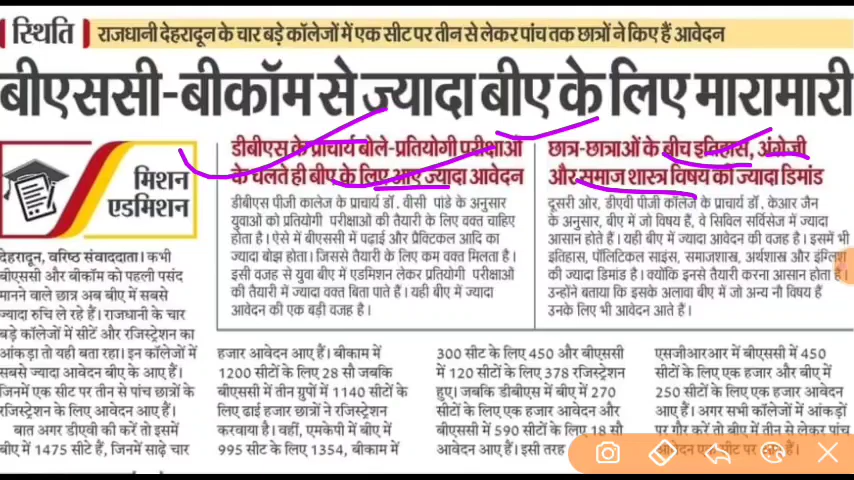 स्थिति
राजधानी देहरादून के चार बड़े कॉलेजों में एक सीट पर तीन से लेकर पांच तक छात्रों ने किए हैं आवेदन
बीएससी-बीकॉम से ज्यादा बीए के लिए मारामारी
मिशन
एडमिशन
देहरादून, वरिष्ठ संवाददाता। कभी
बीएससी और बीकॉम को पहली पसंद
मानने वाले छात्र अब बीए में सबसे
ज्यादा रुचि ले रहे हैं। राजधानी के चार
बड़े कॉलेजों में सीटें और रजिस्ट्रेशन का
आंकड़ा तो यही बता रहा। इन कॉलेजों में
सबसे ज्यादा आवेदन बीए के आए हैं।
जिनमें एक सीट पर तीन से पांच छात्रों के
रजिस्ट्रेशन के लिए आवेदन आए हैं।
बात अगर डीएवी की करें तो इसमें
बीए में 1475 सीटे हैं, जिनमें साढ़े चार
डीबीएस के प्राचार्य बोले-प्रतियोगी परीक्षाओं
के चलते ही बीए के लिए आए ज्यादा आवेदन
डीबीएस पीजी कालेज के प्राचार्य डॉ. वीसी पांडे के अनुसार
युवाओं को प्रतियोगी परीक्षाओं की तैयारी के लिए वक्त चाहिए
होता है। ऐसे में बीएससी में पढाई और प्रैक्टिकल आदि का
ज्यादा बोझ होता। जिससे तैयारी के लिए कम वक्त मिलता है।
इसी वजह से युवा बीए में एडमिशन लेकर प्रतियोगी परीक्षाओं
की तैयारी में ज्यादा वक्त बिता पाते हैं। यही बीए में ज्यादा
आवेदन की एक बड़ी वजह है।
छात्र-छात्राओं के बीच इतिहास, अंग्रेजी
और समाज शास्त्र विषय की ज्यादा डिमांड
दूसरी ओर, डीएवी पीजी कॉलेज के प्राचार्य डॉ. केआर जैन
के अनुसार, बीए में जो विषय हैं, वे सिविल सर्विसेज में ज्यादा
आसान होते हैं। यही बीए में ज्यादा आवेदन की वजह है। इसमें भी
इतिहास, पॉलिटिकल साइंस, समाजशास्त्र, अर्थशास्त्र और इंग्लिश
की ज्यादा डिमांड है। क्योंकि इनसे तैयारी करना आसान होता है।
उन्होंने बताया कि इसके अलावा बीए में जो अन्य नौ विषय हैं
उनके लिए भी आवेदन आते हैं।
हजार आवेदन आए हैं। बीकाम में
1200 सीटों के लिए 28 सौ जबकि
बीएससी में तीन ग्रुपों में 1140 सीटों के
लिए ढाई हजार छात्रों ने रजिस्ट्रेशन
करवाया है। वहीं, एमकेपी में बीए में
995 सीट के लिए 1354, बीकाम में
300 सीट के लिए 450 और बीएससी
में 120 सीटों के लिए 378 रजिस्ट्रेशन
हुए। जबकि डीबीएस में बीए में 270
सीटों के लिए एक हजार आवेदन और
बीएससी में 590 सीटों के लिए 18 सौ
आवेदन आए हैं। इसी तरह
एसजीआरआर में बीएससी में 450
सीटों के लिए एक हजार और बीए में
250 सीटों के लिए एक हजार आवेदन
आए हैं। अगर सभी कॉलेजों में आंकड़ों
पर गौर करें तो बीए में तीन से लेकर पांच
आवेदन एक सीट पर